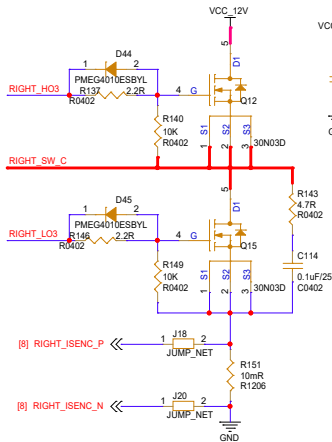 VCC_12V
VCC
D44
1
2
PMEG4010ESBYL
R137
2.2R
RIGHT_HO3
R0402
5
D1
4
G
Q12
R140
10K
R0402
S1
S2
S3
1
2
3
30N03D
G
RIGHT_SW_C
5
D1
R143
4.7R
R0402
D45
1
2
PMEG4010ESBYL
R146
2.2R
RIGHT_LO3
R0402
4
G
Q15
R149
10K
R0402
S1
S2
S3
1
2
3
30N03D
C114
0.1uF/25
C0402
[8] RIGHT_ISENC_P
J18
1
2
JUMP_NET
R151
10mR
R1206
[8] RIGHT_ISENC_N
J20
1
2
JUMP_NET
GND